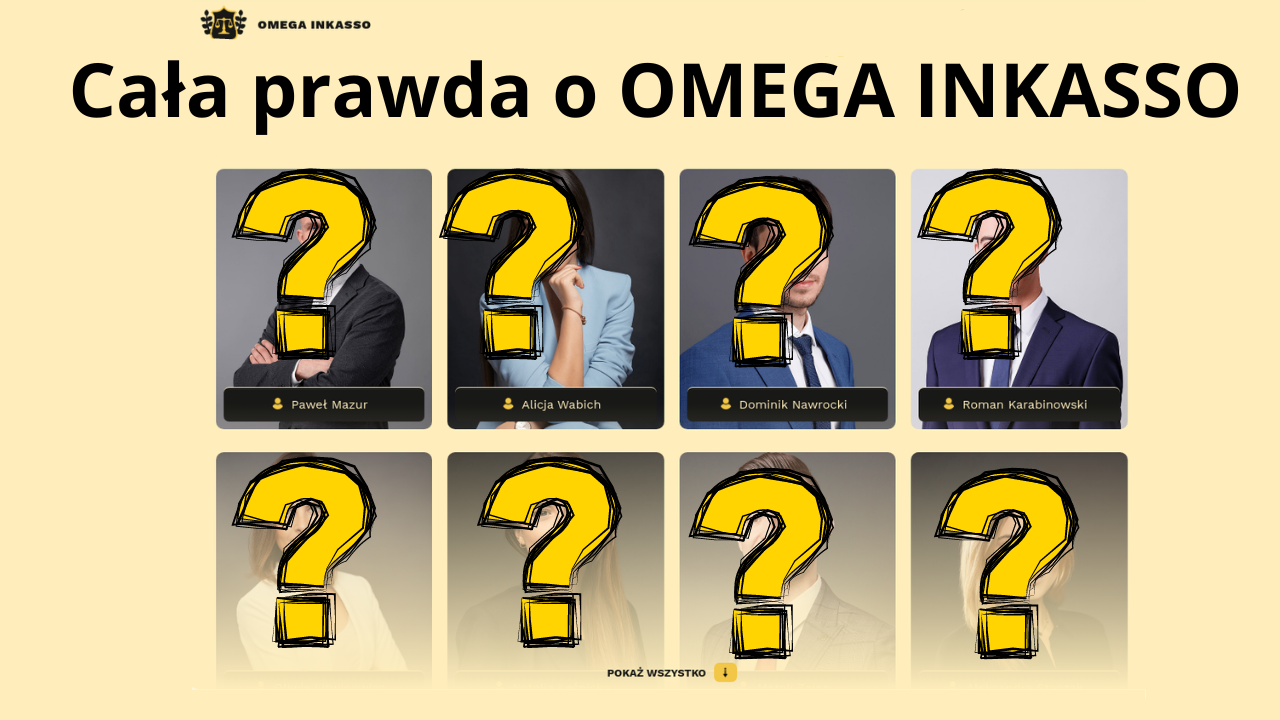 OMEGA INKASSO
Cała prawda o OMEGA INKASSO
Paweł Mazur
Alicja Wabich
Dominik Nawrocki
Roman Karabinowski
POKAŻ WSZYSTKO